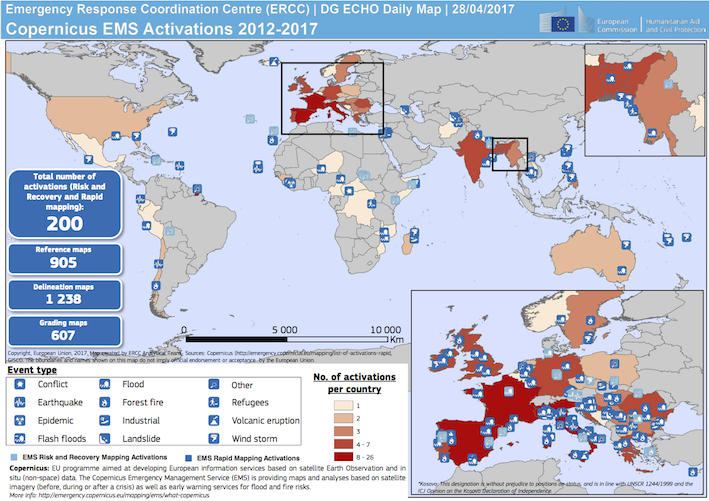 Emergency Response Coordination Centre (ERCC) | DG ECHO Daily Map | 28/04/2017
Copernicus EMS Activations 2012-2017
European
Commission
Humanitarian Aid
and Civil Protection
Total number of
activations (Risk and
Recovery and Rapid
mapping):
200
Reference maps
905
Delineation maps
1 238
Grading maps
607
5 000
10 000
Km
Copyright, European Union, 2017. Map created by ERCC Analytical Team. Sources: Copernicus
GISCO. The boundaries and names shown on this map do not imply official endorsement or acceptance by the European Union.
Event type
Conflict
Flood
Other
Earthquake
Forest fire
Refugees
Epidemic
Industrial
Volcanic eruption
Flash floods
Landslide
Wind storm
No. of activations
per country
1
2
3
4 - 7
8 - 26
EMS Risk and Recovery Mapping Activations
EMS Rapid Mapping Activations
Copernicus: EU programme aimed at developing European information services based on satellite Earth Observation and in
situ (non-space) data. The Copernicus Emergency Management Service (EMS) is providing maps and analyses based on satellite
imagery (before, during or after a crisis) as well as early warning services for flood and fire risks.
More info: http://emergency.copernicus.eu/mapping/ems/what-copernicus
*Kosovo: This designation is without prejudice to positions on status, and is in line with UNSCR 1244/1999 and the
ICJ Opinion on the Kosovo Declaration of Independence.